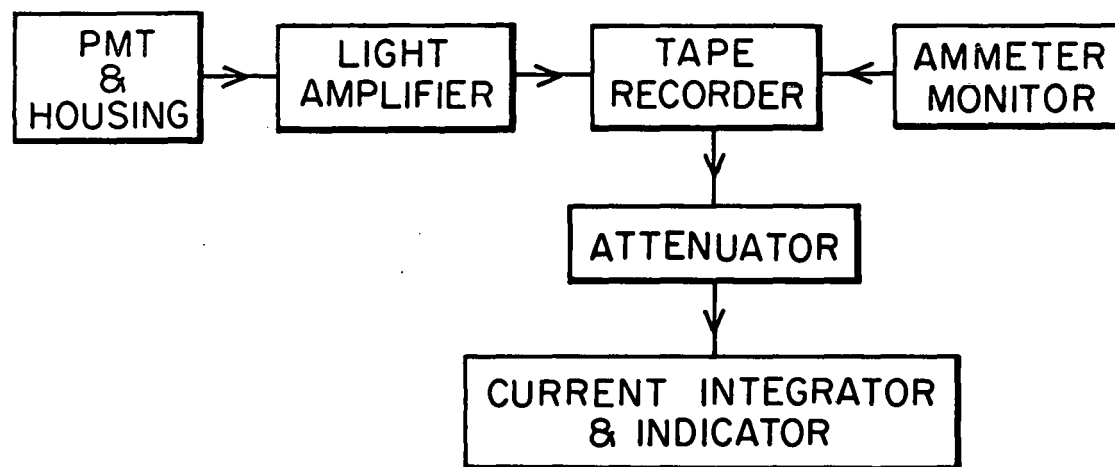 PMT
&
HOUSING
LIGHT
AMPLIFIER
TAPE
RECORDER
AMMETER
MONITOR
ATTENUATOR
CURRENT INTEGRATOR
& INDICATOR